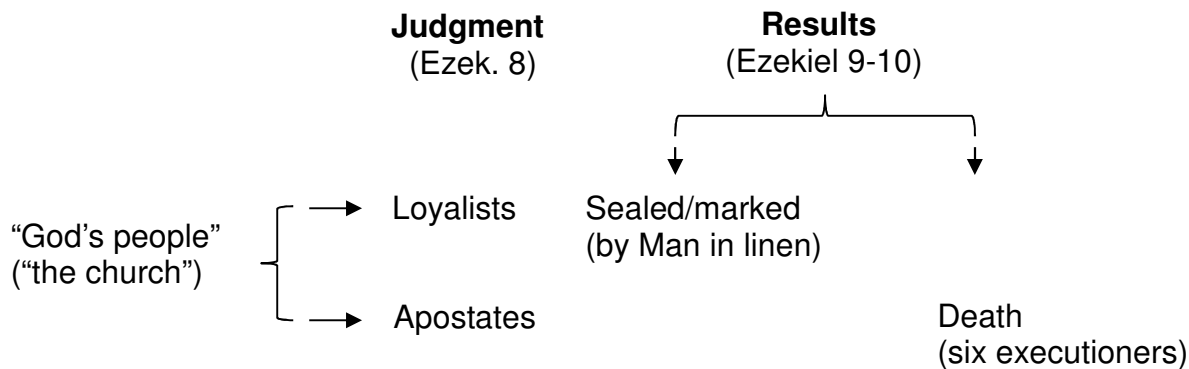 Judgment
(Ezek. 8)
Results
(Ezekiel 9-10)
“God’s people”
(“the church”)
Loyalists
Sealed/marked
(by Man in linen)
Apostates
Death
(six executioners)